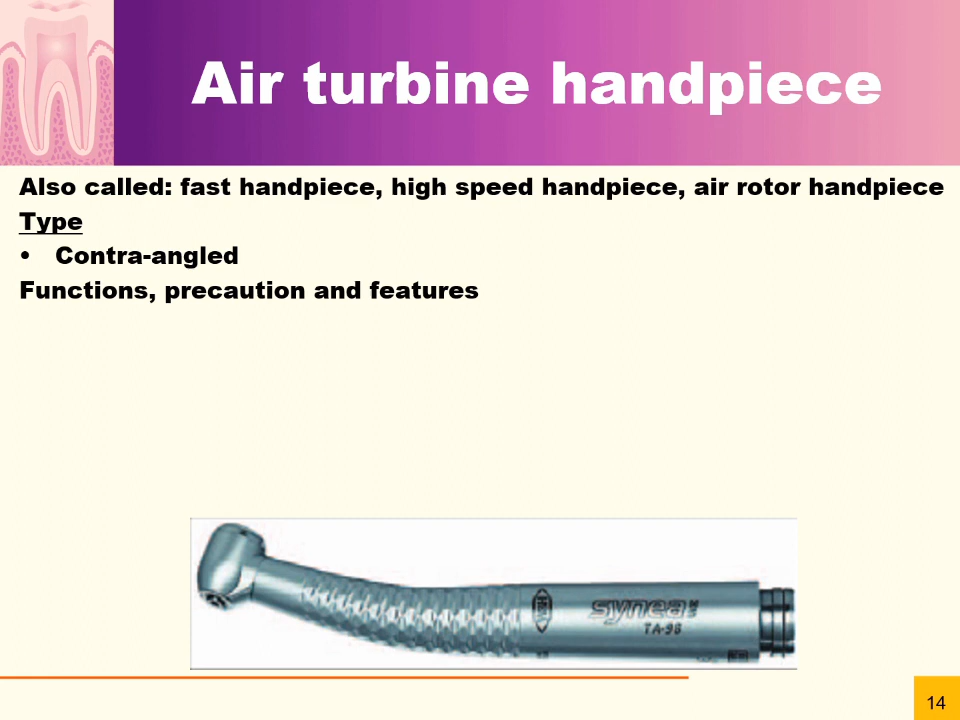 Air turbine handpiece
Also called: fast handpiece, high speed handpiece, air rotor handpiece
Type
• Contra-angled
Functions, precaution and features
synea
TA-98
14